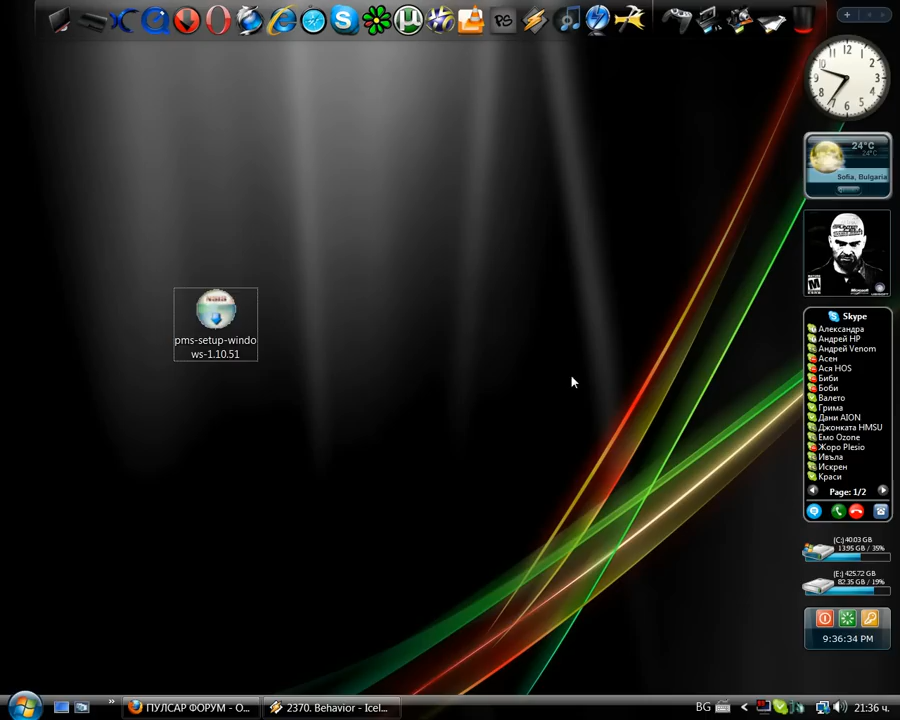 PS
24°C
24°C
Sofia, Bulgaria
pms-setup-windo
ws-1.10.51
Skype
Александра
Андрей HP
Андрей Venom
Асен
Ася HOS
Биби
Боби
Валето
Грима
Дани AION
Джонката HMSU
Емо Ozone
Жоро Plesio
Ивъла
Искрен
Краси
Page: 1/2
(C:) 40.03 GB
13.95 GB / 35%
(E:) 425.72 GB
82.35 GB / 19%
9:36:34 PM
ПУЛСАР ФОРУМ - О...
2370. Behavior - Icel...
BG
21:36 ч.